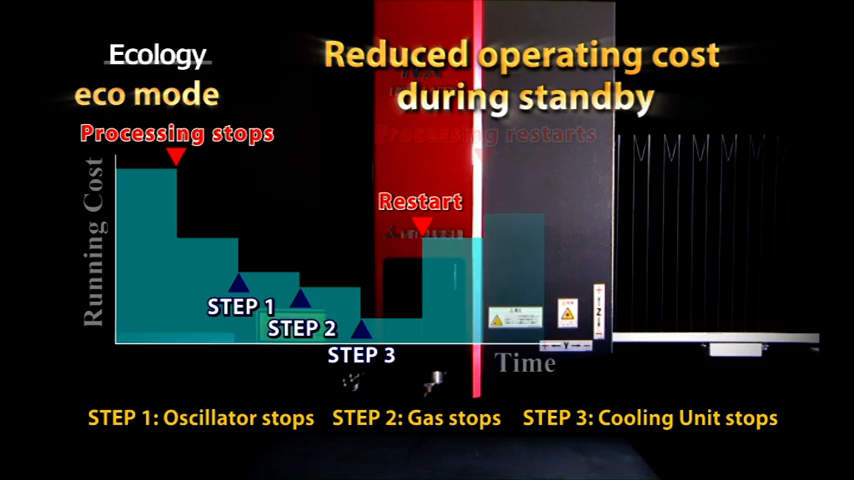 Ecology
eco mode
Reduced operating cost
during standby
Processing stops
Processing restarts
Restart
Running Cost
STEP 1
STEP 2
STEP 3
Time
Z
Y
STEP 1: Oscillator stops STEP 2: Gas stops STEP 3: Cooling Unit stops